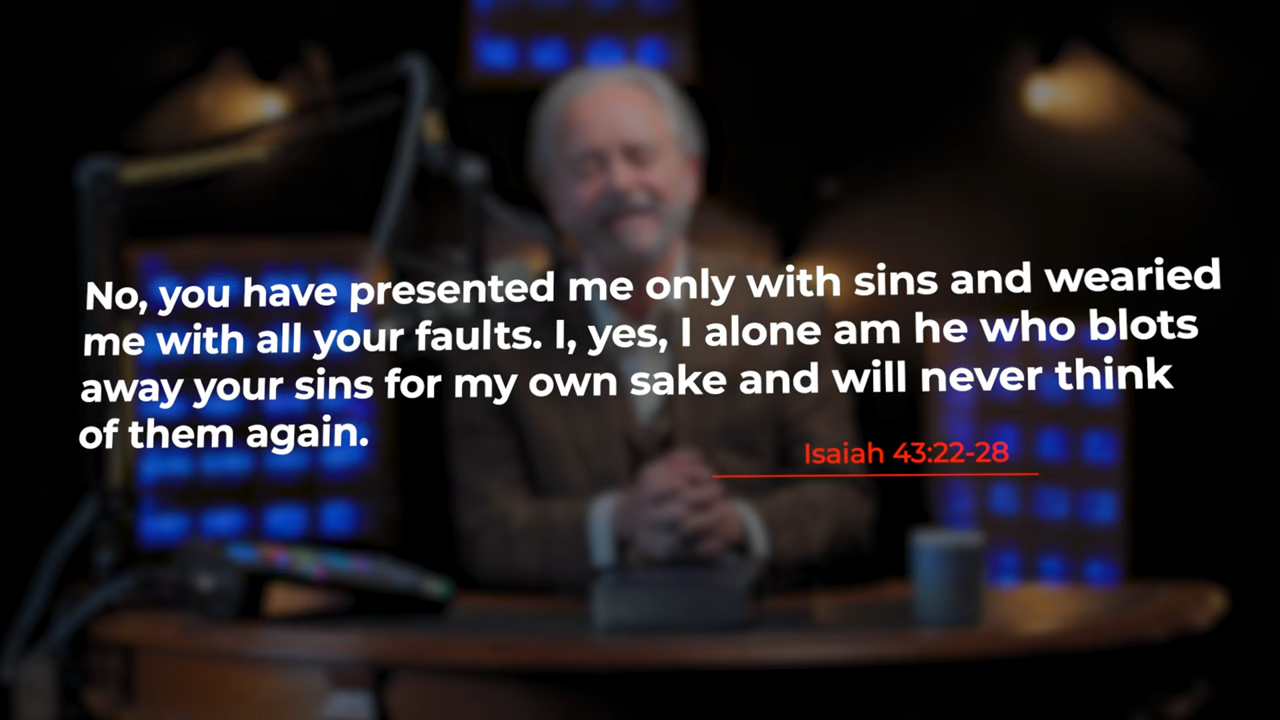 No, you have presented me only with sins and wearied
me with all your faults. I, yes, I alone am he who blots
away your sins for my own sake and will never think
of them again.
Isaiah 43:22-28